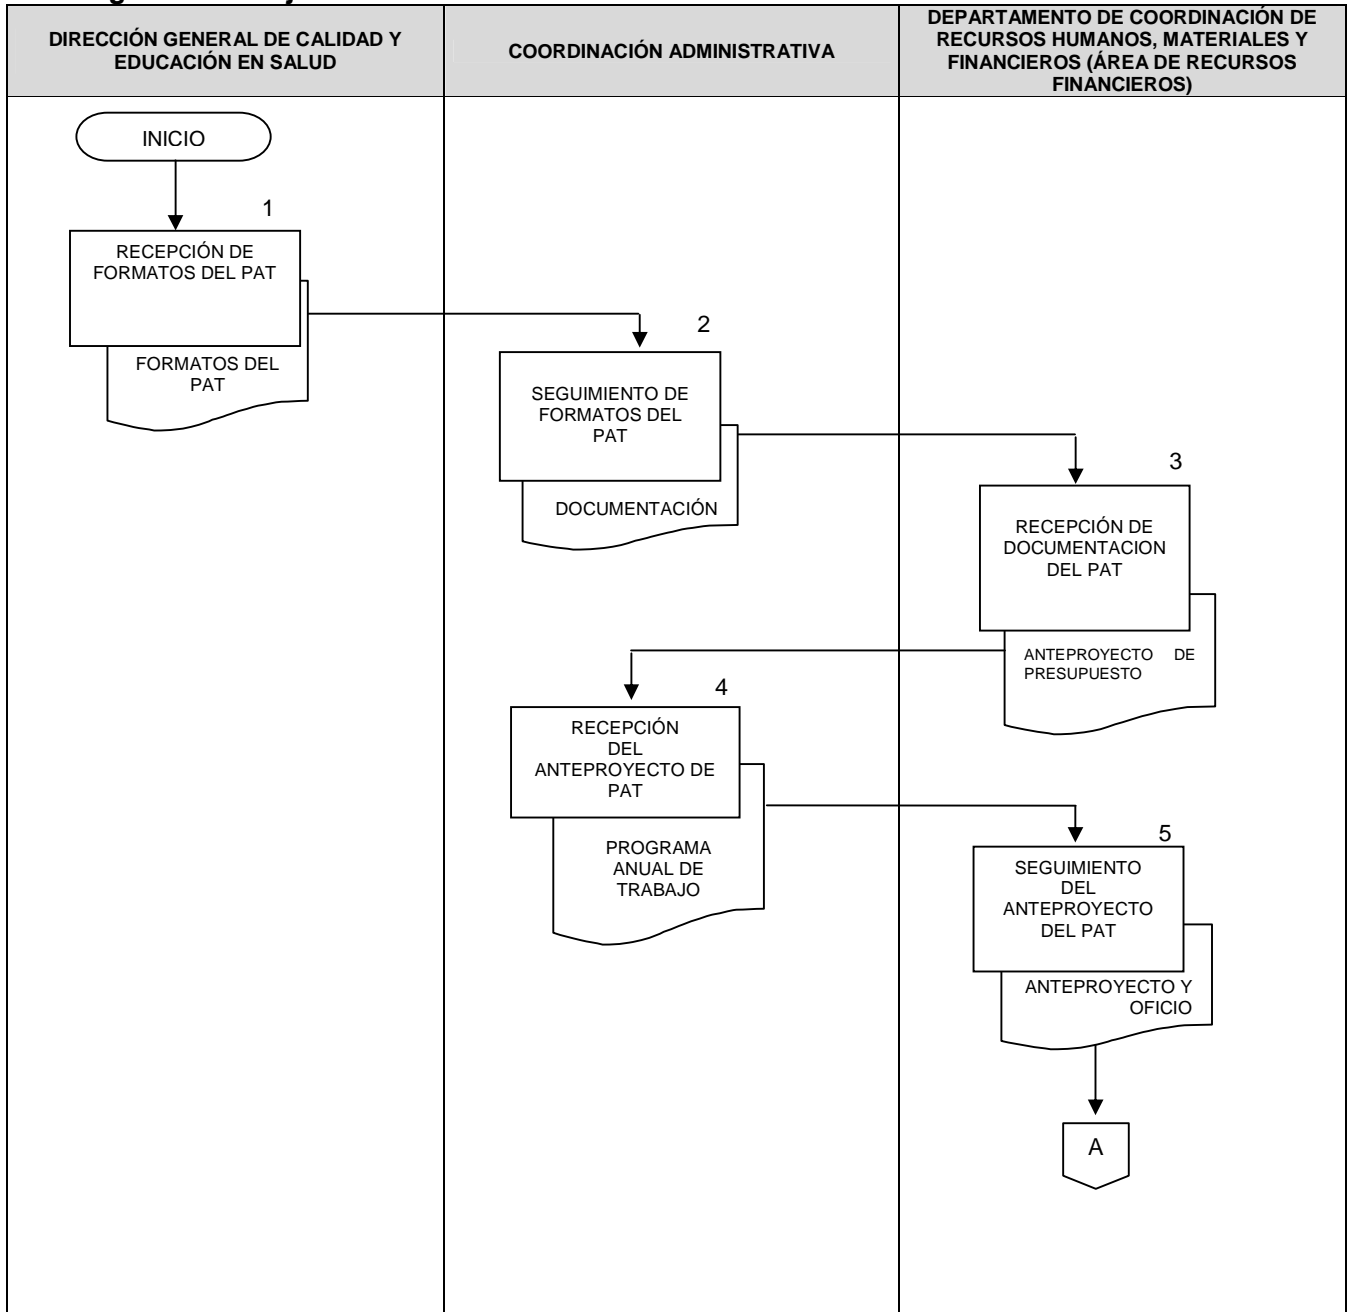 DIRECCIÓN GENERAL DE CALIDAD Y
EDUCACIÓN EN SALUD
COORDINACIÓN ADMINISTRATIVA
DEPARTAMENTO DE COORDINACIÓN DE
RECURSOS HUMANOS, MATERIALES Y
FINANCIEROS (ÁREA DE RECURSOS
FINANCIEROS)
INICIO
1
RECEPCIÓN DE
FORMATOS DEL PAT
FORMATOS DEL
PAT
2
SEGUIMIENTO DE
FORMATOS DEL
PAT
DOCUMENTACIÓN
3
RECEPCIÓN DE
DOCUMENTACION
DEL PAT
ANTEPROYECTO DE
PRESUPUESTO
4
RECEPCIÓN
DEL
ANTEPROYECTO DE
PAT
PROGRAMA
ANUAL DE
TRABAJO
5
SEGUIMIENTO
DEL
ANTEPROYECTO
DEL PAT
ANTEPROYECTO Y
OFICIO
A